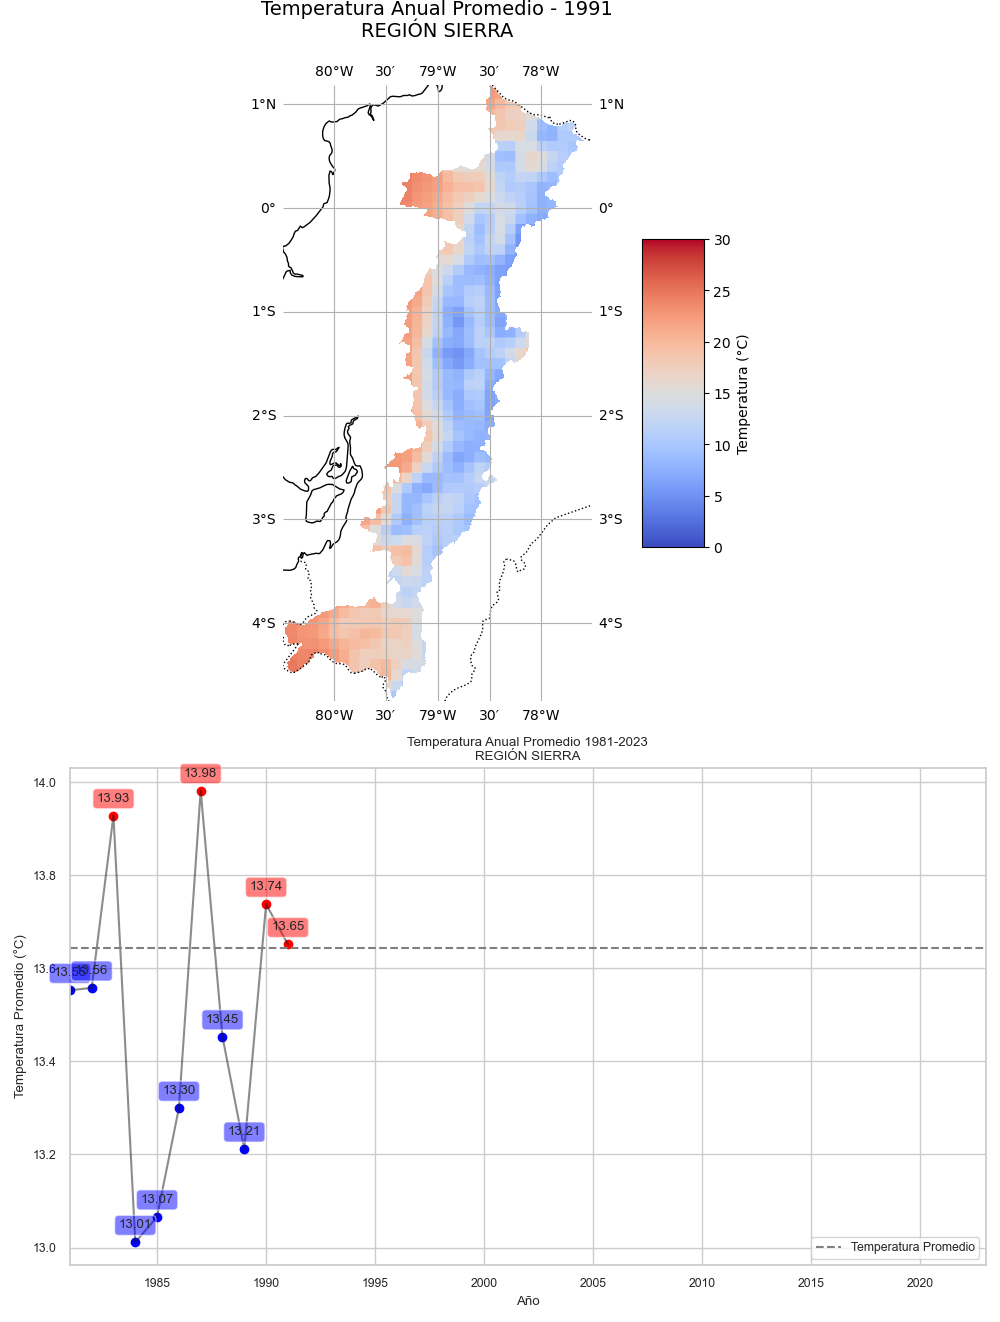 Temperatura Anual Promedio - 1991
REGIÓN SIERRA
80°W 30′ 79°W 30′ 78°W
1°N 1°N
0° 0°
1°S 1°S
2°S 2°S
3°S 3°S
4°S 4°S
80°W 30′ 79°W 30′ 78°W
30
25
20
15
10
5
0
Temperatura (°C)
Temperatura Anual Promedio 1981-2023
REGIÓN SIERRA
Temperatura Promedio (°C)
14.0
13.8
13.6
13.4
13.2
13.0
13.56
13.93
13.01
13.07
13.30
13.98
13.45
13.21
13.74
13.65
Temperatura Promedio
1985 1990 1995 2000 2005 2010 2015 2020
Año